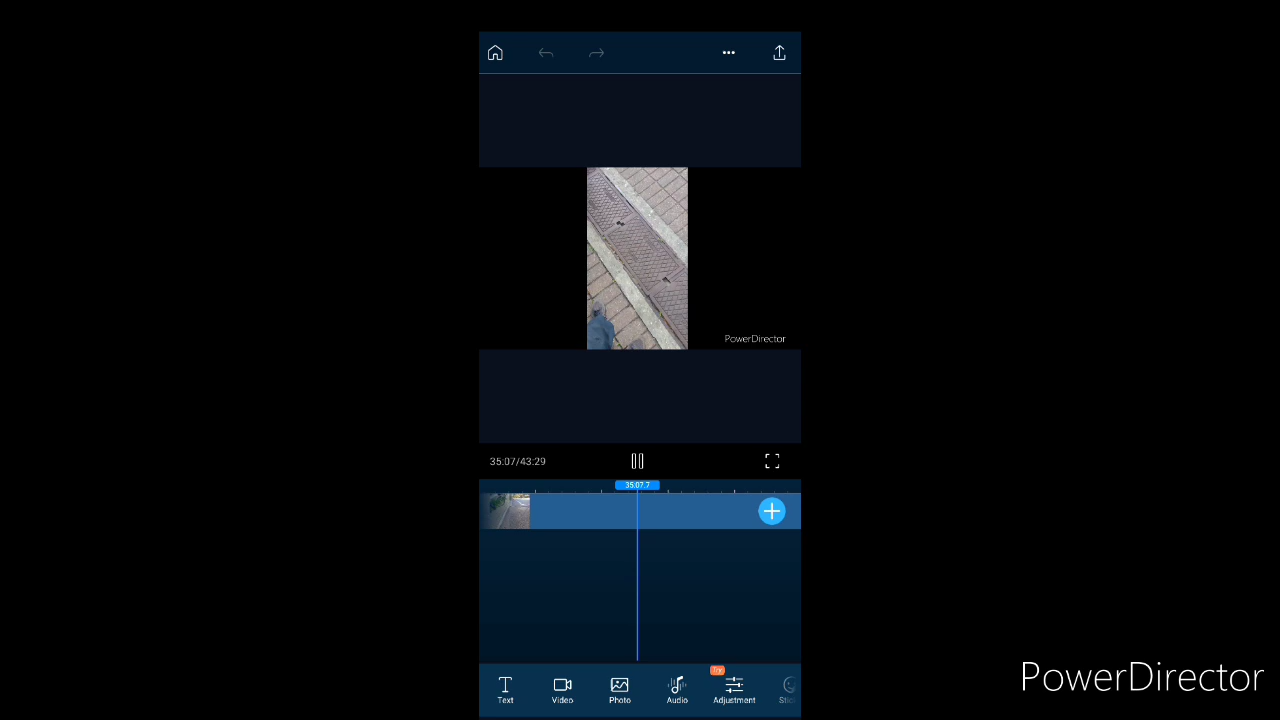 PowerDirector
35:07/43:29
35:07.7
Try
Text Video Photo Audio Adjustment
PowerDirector